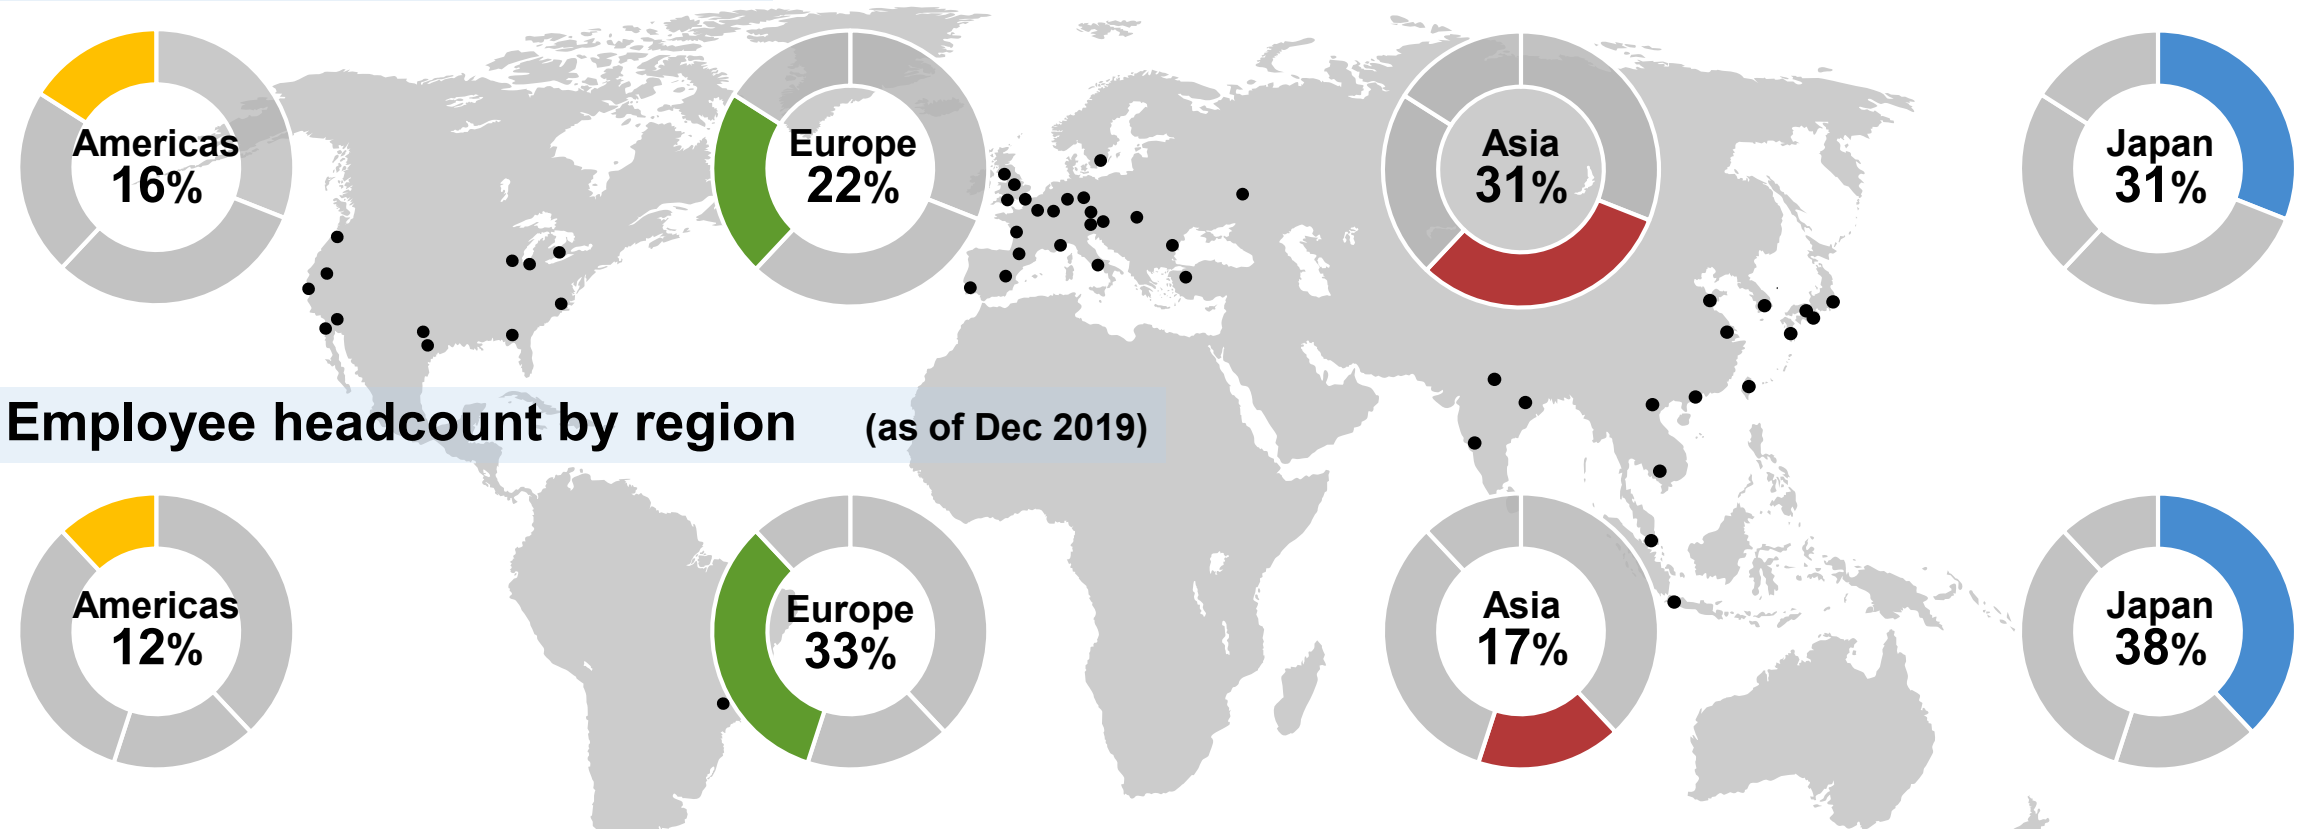 Americas
16%
Europe
22%
Asia
31%
Japan
31%
Employee headcount by region (as of Dec 2019)
Americas
12%
Europe
33%
Asia
17%
Japan
38%